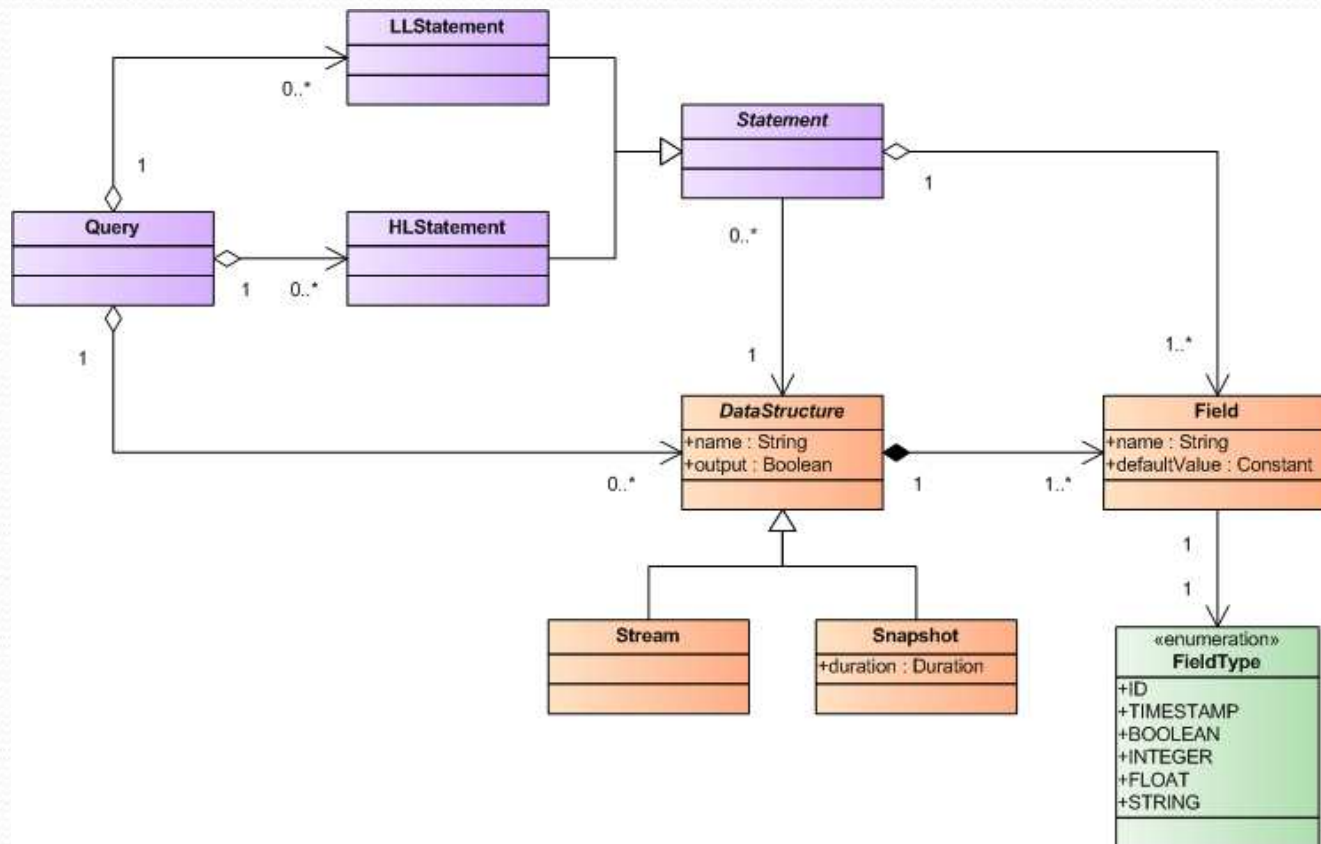 LLStatement
0..*
Statement
1
1
Query
HLStatement
0..*
1
0..*
1
1
1..*
DataStructure
+name : String
+output : Boolean
Field
+name : String
+defaultValue : Constant
0..*
1
1..*
1
1
Stream
Snapshot
+duration : Duration
«enumeration»
FieldType
+ID
+TIMESTAMP
+BOOLEAN
+INTEGER
+FLOAT
+STRING